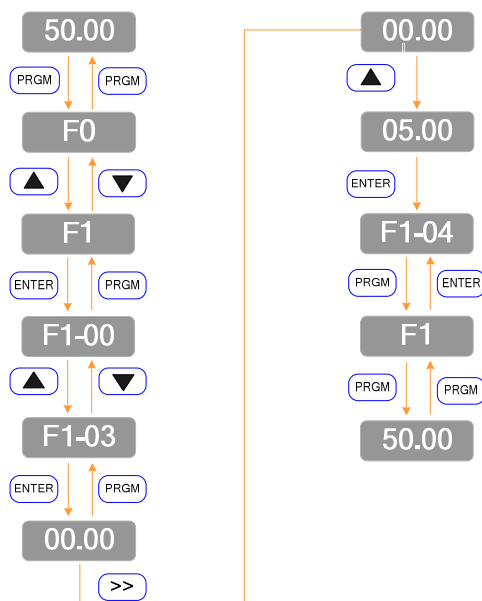 50.00
PRGM PRGM
F0
F1
ENTER PRGM
F1-00
F1-03
ENTER PRGM
00.00
>>
00.00
05.00
ENTER
F1-04
PRGM ENTER
F1
PRGM PRGM
50.00